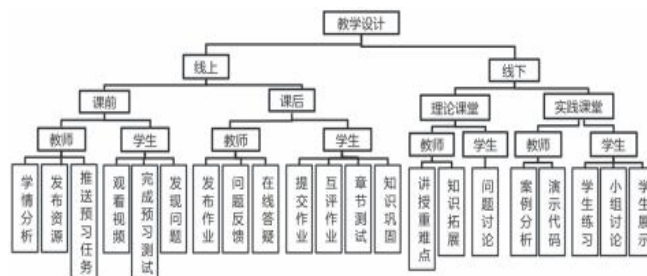 教学设计
线上
线下
课前
课后
理论课堂
实践课堂
教师
学生
教师
学生
教师
学生
教师
学生
学情分析
发布资源
推送预习任务
观看视频
完成预习测试
发现问题
发布作业
问题反馈
在线答疑
提交作业
互评作业
章节测试
知识巩固
讲授重难点
知识拓展
问题讨论
案例分析
演示代码
学生练习
小组讨论
学生展示